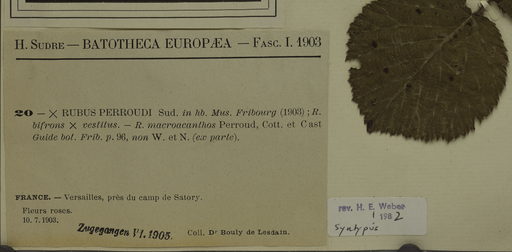 H. SUDRE — BATOTHECA EUROPÆA — FASC. I. 1903
20 — × RUBUS PERROUDI Sud. in hb. Mus. Fribourg (1903) ; R.
bifrons × vestitus. — R. macroacanthos Perroud, Cott. et Cast
Guide bot. Frib. p. 96, non W. et N. (ex parte).
FRANCE. — Versailles, près du camp de Satory.
Fleurs roses.
10. 7. 1903.
Zugegangen VI. 1905.
Coll. Dr Bouly de Lesdain.
rev. H. E. Weber
! 1982
Syntypus